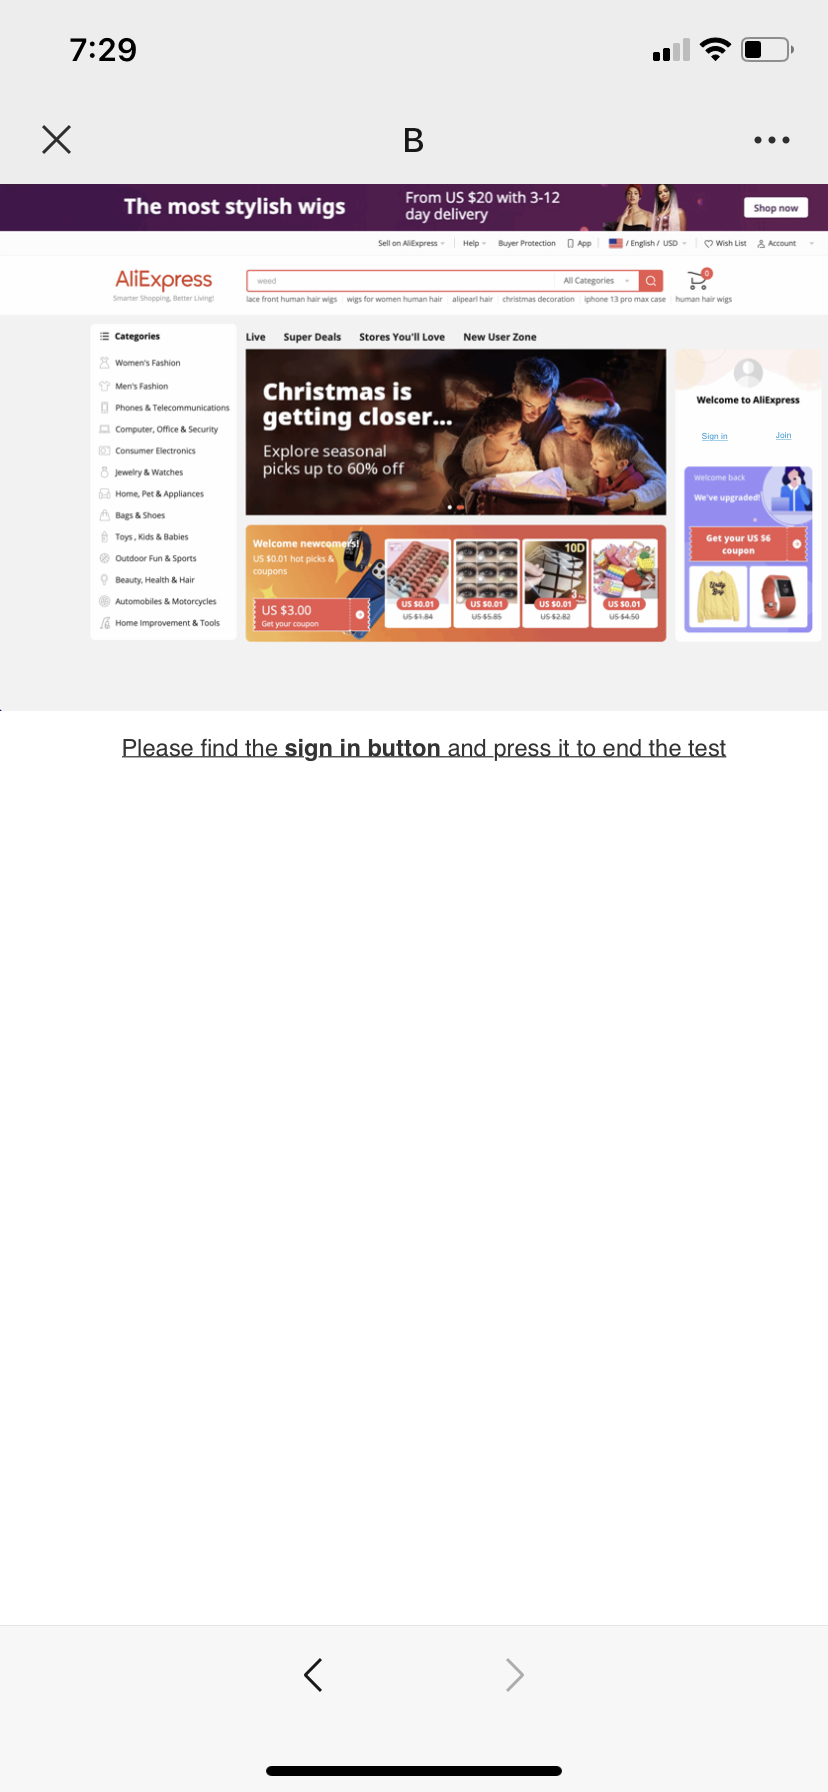 7:29
B
The most stylish wigs
From US $20 with 3-12
day delivery
Shop now
Sell on AliExpress
Help
Buyer Protection
App
/ English / USD
Wish List
Account
AliExpress
Smarter Shopping, Better Living!
weed
All Categories
0
lace front human hair wigs wigs for women human hair alipearl hair christmas decoration iphone 13 pro max case human hair wigs
Categories
Women's Fashion
Men's Fashion
Phones & Telecommunications
Computer, Office & Security
Consumer Electronics
Jewelry & Watches
Home, Pet & Appliances
Bags & Shoes
Toys , Kids & Babies
Outdoor Fun & Sports
Beauty, Health & Hair
Automobiles & Motorcycles
Home Improvement & Tools
Live Super Deals Stores You'll Love New User Zone
Christmas is
getting closer...
Explore seasonal
picks up to 60% off
Welcome newcomers!
US $0.01 hot picks &
coupons
US $3.00
Get your coupon
US $0.01
US $1.84
US $0.01
US $5.85
10D
3
US $0.01
US $2.82
US $0.01
US $4.50
Welcome to AliExpress
Sign in
Join
Welcome back
We've upgraded!
Get your US $6
coupon
Please find the sign in button and press it to end the test